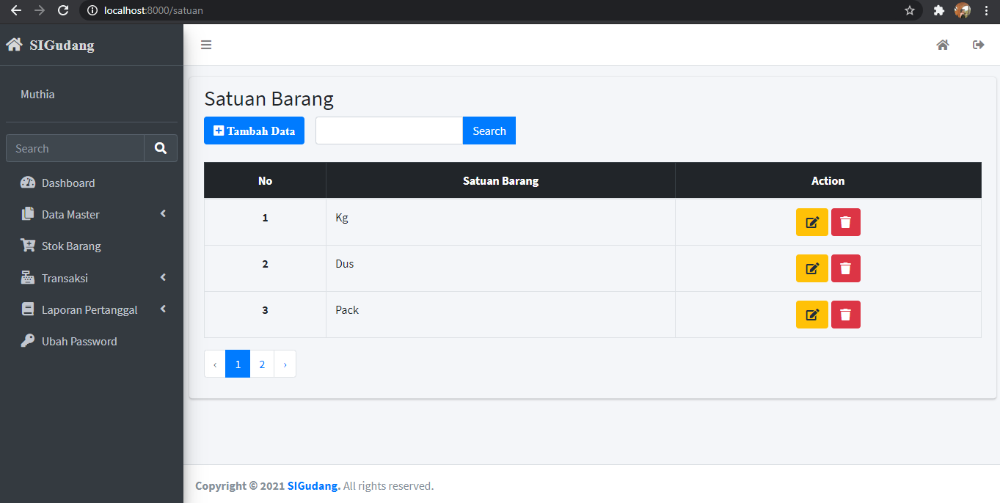 localhost:8000/satuan
SIGudang
Muthia
Search
Dashboard
Data Master
Stok Barang
Transaksi
Laporan Pertanggal
Ubah Password
Satuan Barang
Tambah Data Search
No Satuan Barang Action
1 Kg
2 Dus
3 Pack
‹ 1 2 ›
Copyright © 2021 SIGudang. All rights reserved.